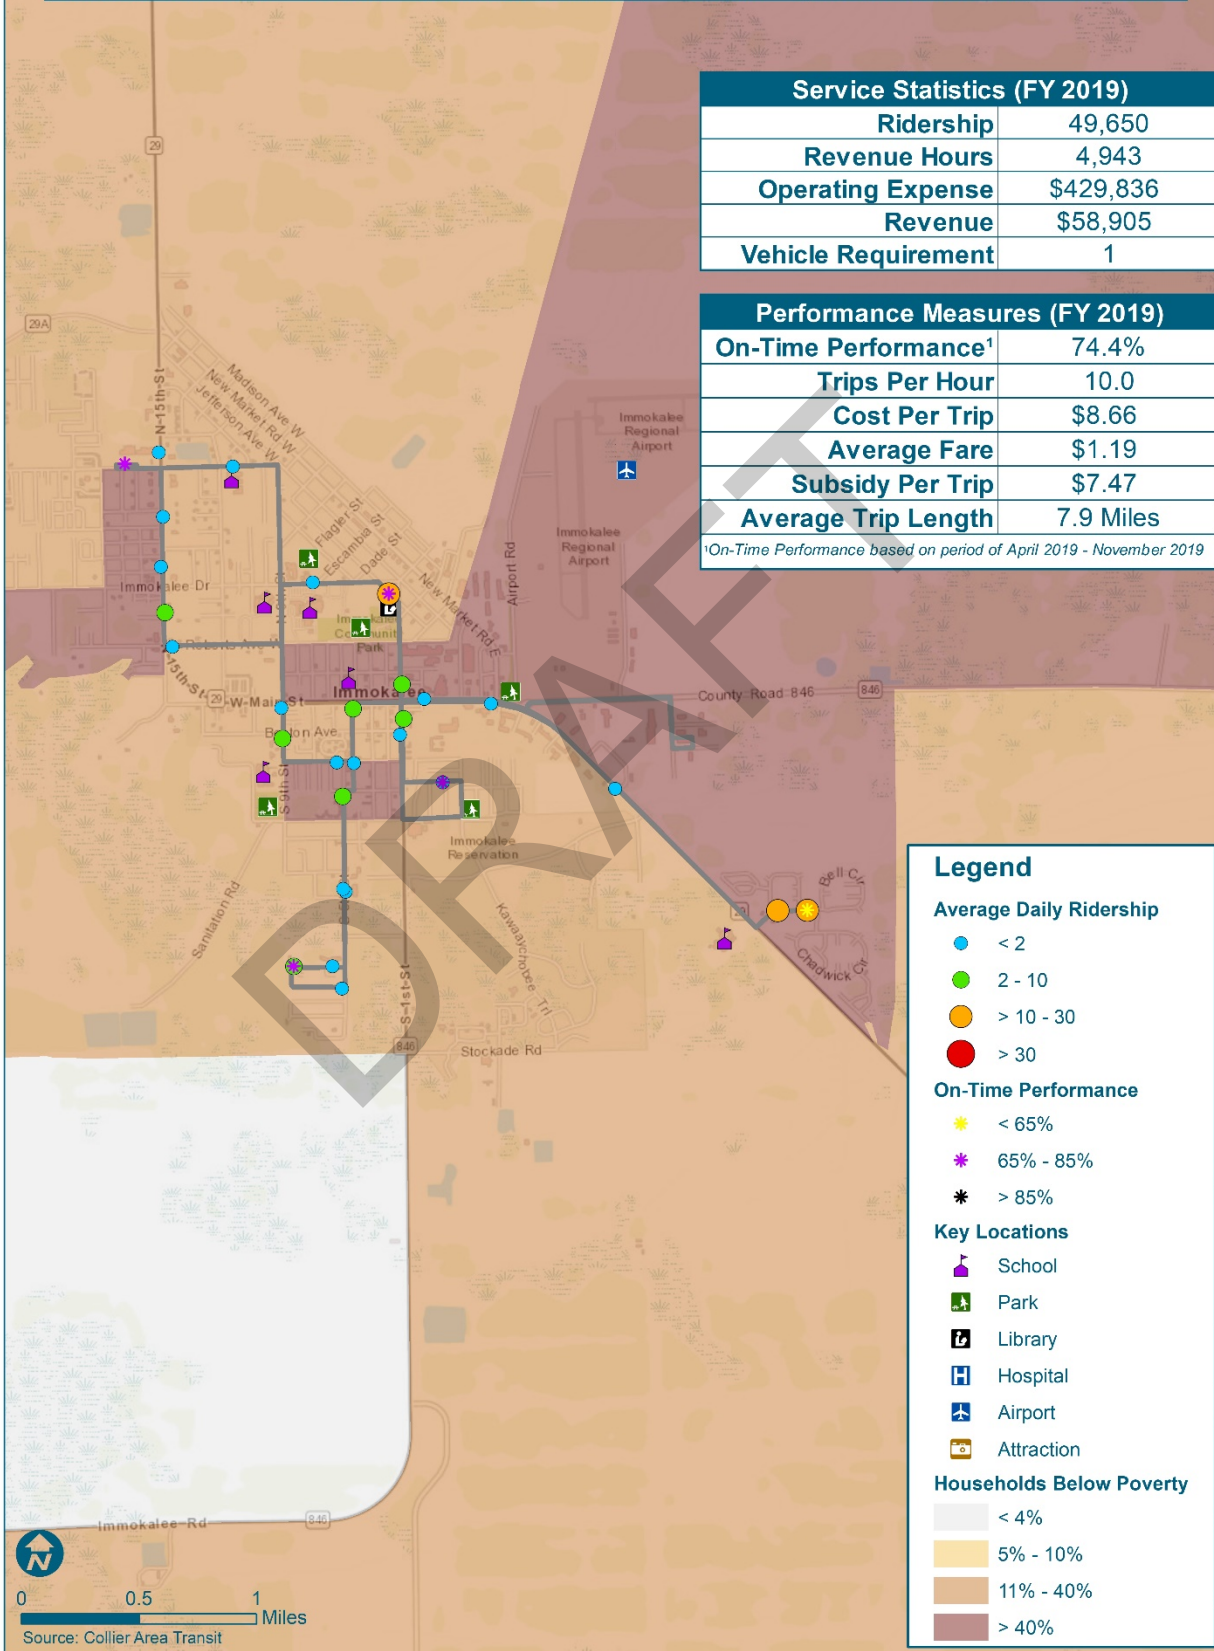 Service Statistics (FY 2019)
Ridership 49,650
Revenue Hours 4,943
Operating Expense $429,836
Revenue $58,905
Vehicle Requirement 1
Performance Measures (FY 2019)
On-Time Performance¹ 74.4%
Trips Per Hour 10.0
Cost Per Trip $8.66
Average Fare $1.19
Subsidy Per Trip $7.47
Average Trip Length 7.9 Miles
¹On-Time Performance based on period of April 2019 - November 2019
29
29A
N-15th-St
Madison Ave W
New Market Rd W
Jefferson Ave W
Immokalee
Regional
Airport
Flagler St
Escambia St
Dade St
New Market Rd E
Airport Rd
Immokalee
Regional
Airport
Immokalee Dr
Park
15th-St
29
W-Main-St
Immokalee
County Road 846
846
S 9th St
Immokalee
Reservation
Sanitation Rd
Kawaaychobee Trl
S-1st-St
29
Bell Cir
Chadwick Cir
846
Stockade Rd
DRAFT
Immokalee-Rd
846
N
0 0.5 1
Miles
Source: Collier Area Transit
Legend
Average Daily Ridership
< 2
2 - 10
> 10 - 30
> 30
On-Time Performance
< 65%
65% - 85%
> 85%
Key Locations
School
Park
Library
Hospital
Airport
Attraction
Households Below Poverty
< 4%
5% - 10%
11% - 40%
> 40%